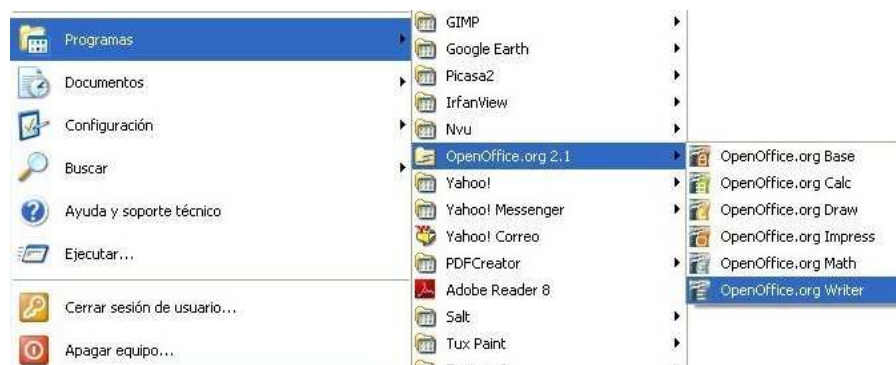 Programas
Documentos
Configuración
Buscar
Ayuda y soporte técnico
Ejecutar...
Cerrar sesión de usuario...
Apagar equipo...
GIMP
Google Earth
Picasa2
IrfanView
Nvu
OpenOffice.org 2.1
Yahoo!
Yahoo! Messenger
Yahoo! Correo
PDFCreator
Adobe Reader 8
Salt
Tux Paint
OpenOffice.org Base
OpenOffice.org Calc
OpenOffice.org Draw
OpenOffice.org Impress
OpenOffice.org Math
OpenOffice.org Writer